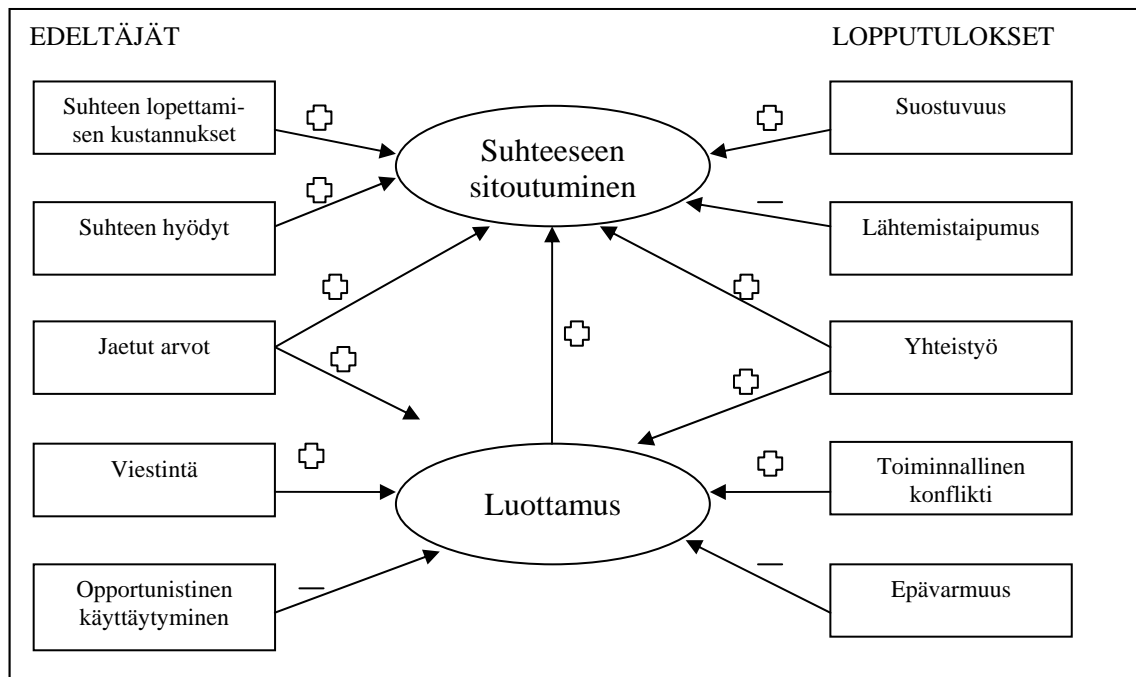 EDELTÄJÄT
LOPPUTULOKSET
Suhteen lopettami-
sen kustannukset
Suhteeseen
sitoutuminen
Suostuvuus
Suhteen hyödyt
Lähtemistaipumus
Jaetut arvot
Yhteistyö
Viestintä
Luottamus
Toiminnallinen
konflikti
Opportunistinen
käyttäytyminen
Epävarmuus